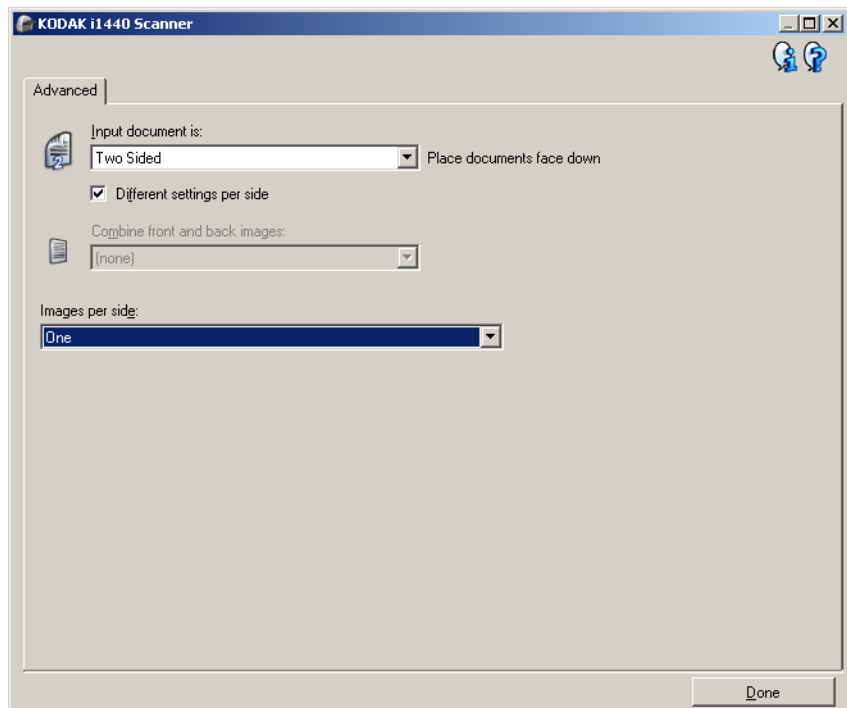 KODAK i1440 Scanner
Advanced
Input document is:
Two Sided
Place documents face down
Different settings per side
Combine front and back images:
(none)
Images per side:
One
Done